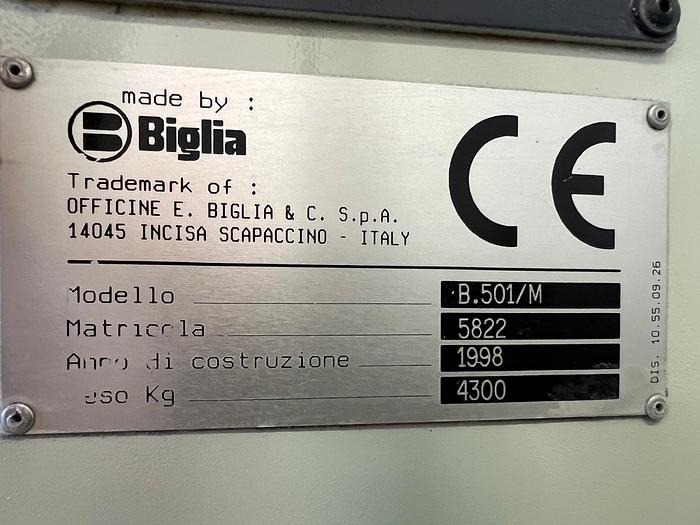 made by :
Biglia
Trademark of :
OFFICINE E. BIGLIA & C. S.p.A.
14045 INCISA SCAPACCINO - ITALY
CE
Modello B.501/M
Matricola 5822
Anno di costruzione 1998
Peso Kg 4300
DIS. 10.55.09.26